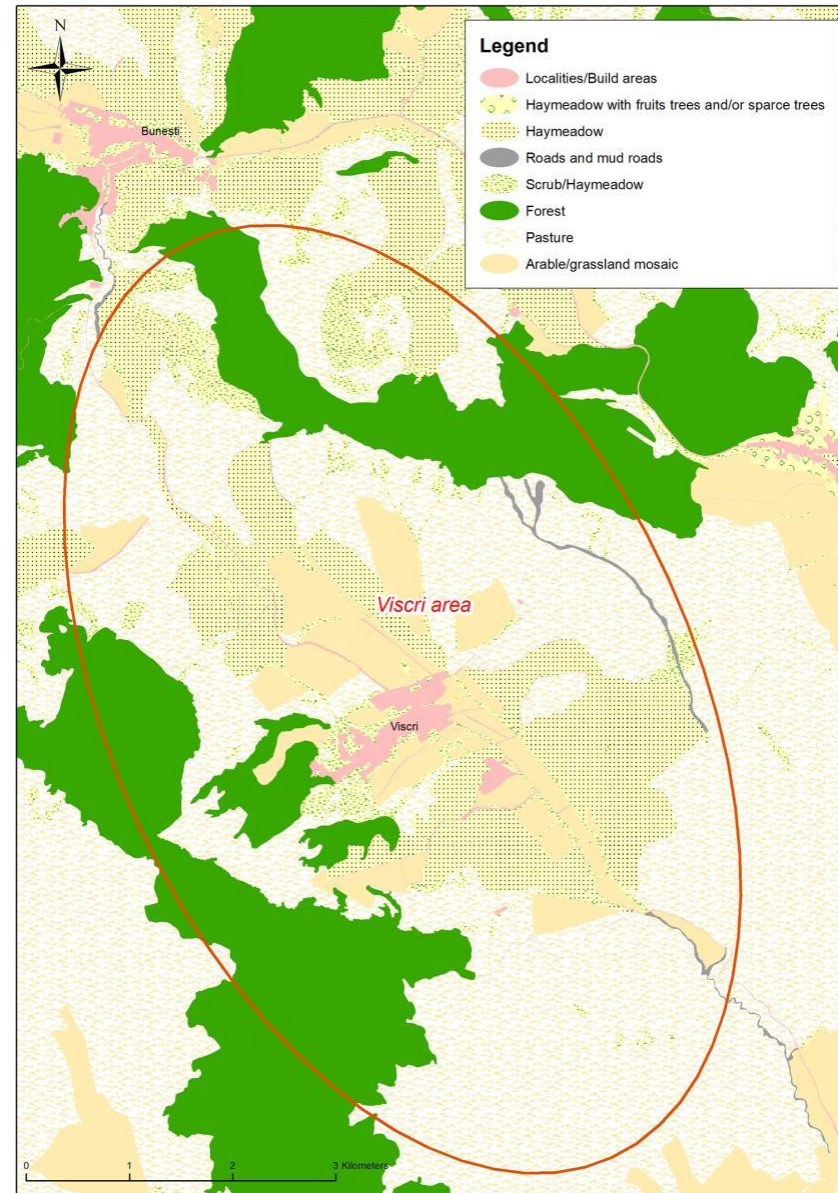 N
Legend
Localities/Build areas
Haymeadow with fruits trees and/or sparce trees
Haymeadow
Roads and mud roads
Scrub/Haymeadow
Forest
Pasture
Arable/grassland mosaic
Bunesti
Viscri area
Viscri
0 1 2 3 Kilometers